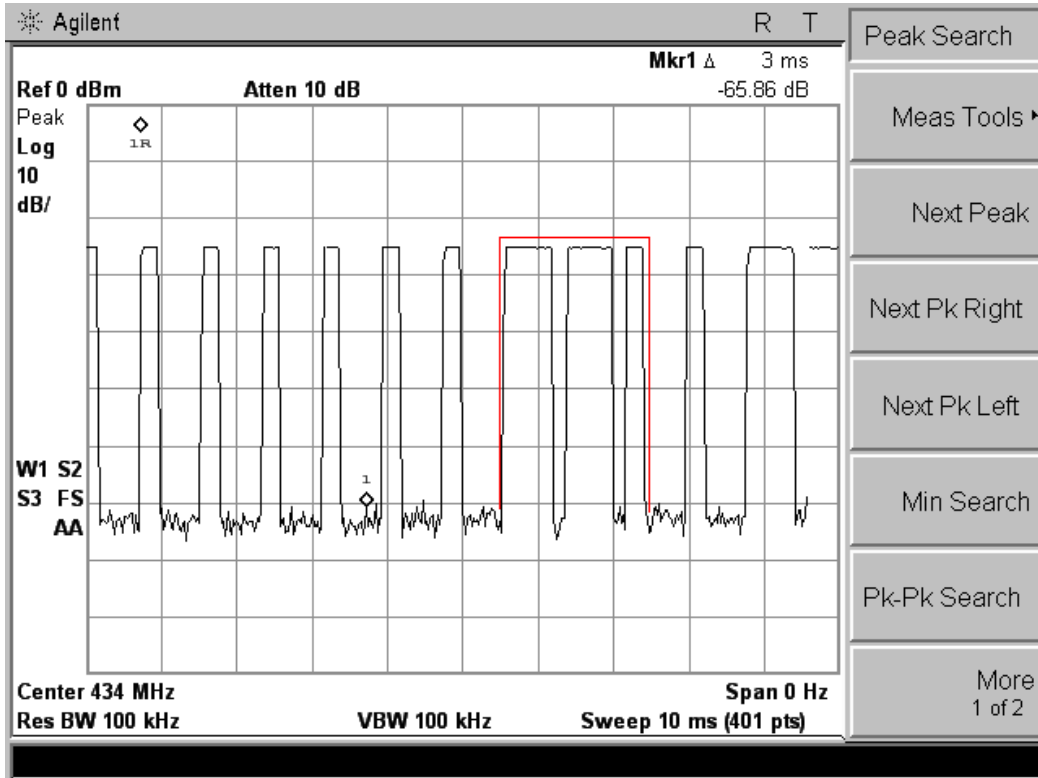 Agilent R T
Peak Search
Mkr1 Δ 3 ms
Ref 0 dBm Atten 10 dB -65.86 dB
Peak
Log
10
dB/
1R
1
W1 S2
S3 FS
AA
Center 434 MHz Span 0 Hz
Res BW 100 kHz VBW 100 kHz Sweep 10 ms (401 pts)
Meas Tools
Next Peak
Next Pk Right
Next Pk Left
Min Search
Pk-Pk Search
More
1 of 2